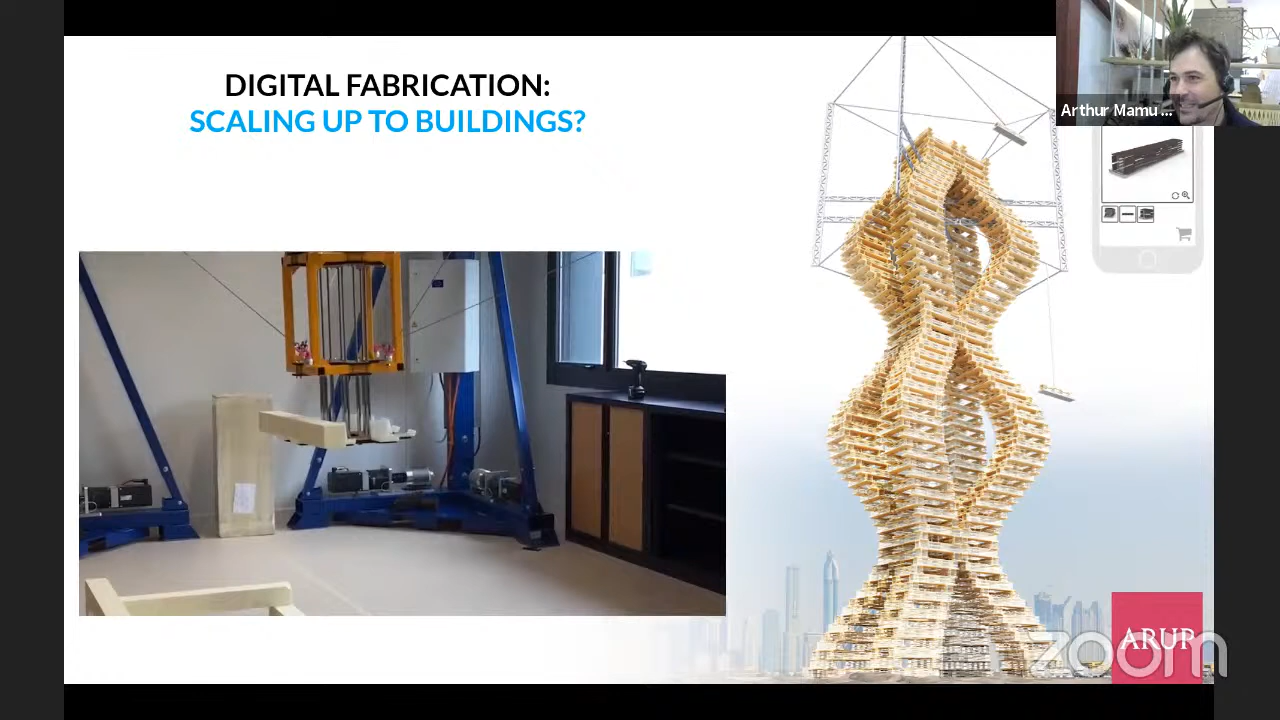 DIGITAL FABRICATION:
SCALING UP TO BUILDINGS?
Arthur Mamu ...
ARUP
zoom